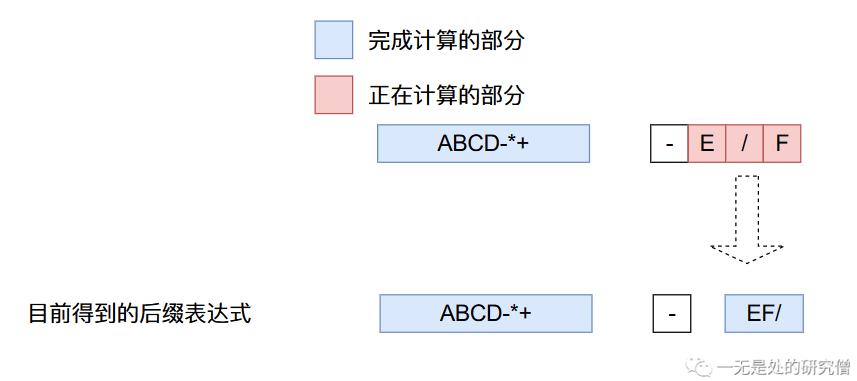 完成计算的部分
正在计算的部分
ABCD-*+ - E / F
目前得到的后缀表达式 ABCD-*+ - EF/
一无是处的研究僧